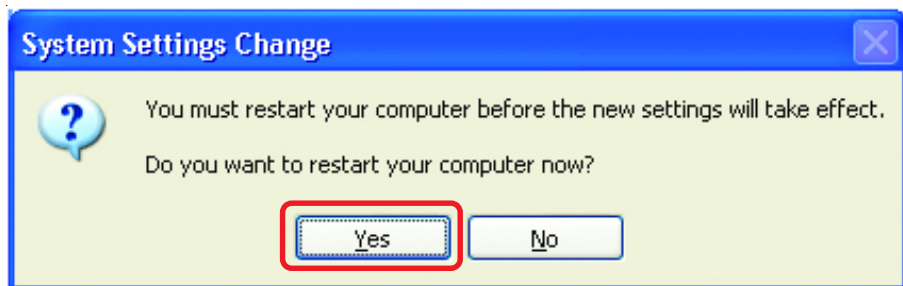 System Settings Change
You must restart your computer before the new settings will take effect.
Do you want to restart your computer now?
Yes
No